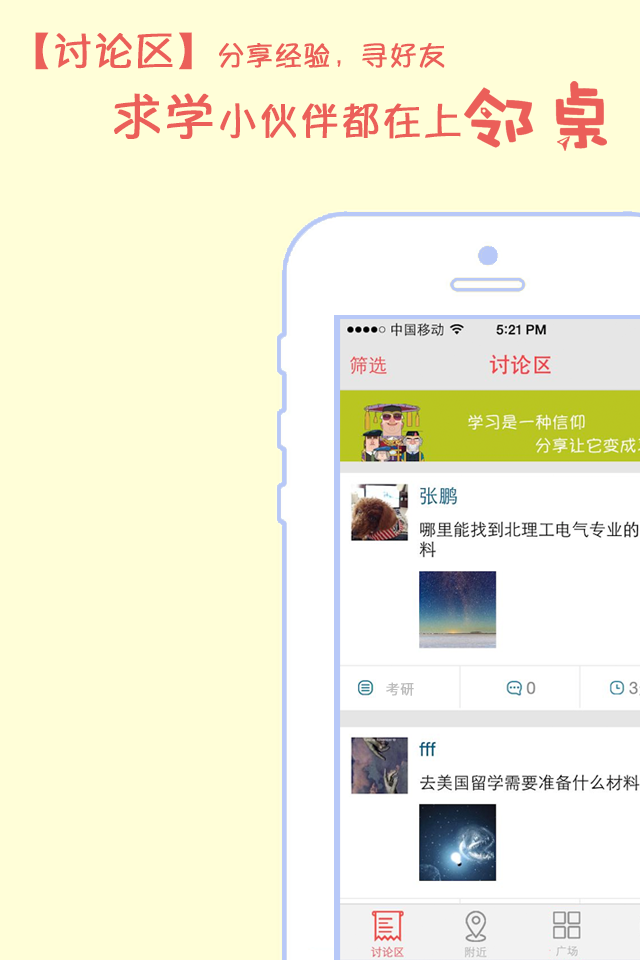 【讨论区】分享经验，寻好友
求学小伙伴都在上邻桌
中国移动 5:21 PM
筛选 讨论区
学习是一种信仰
分享让它变成
张鹏
哪里能找到北理工电气专业的
料
考研 0 3
fff
去美国留学需要准备什么材料
讨论区 附近 广场